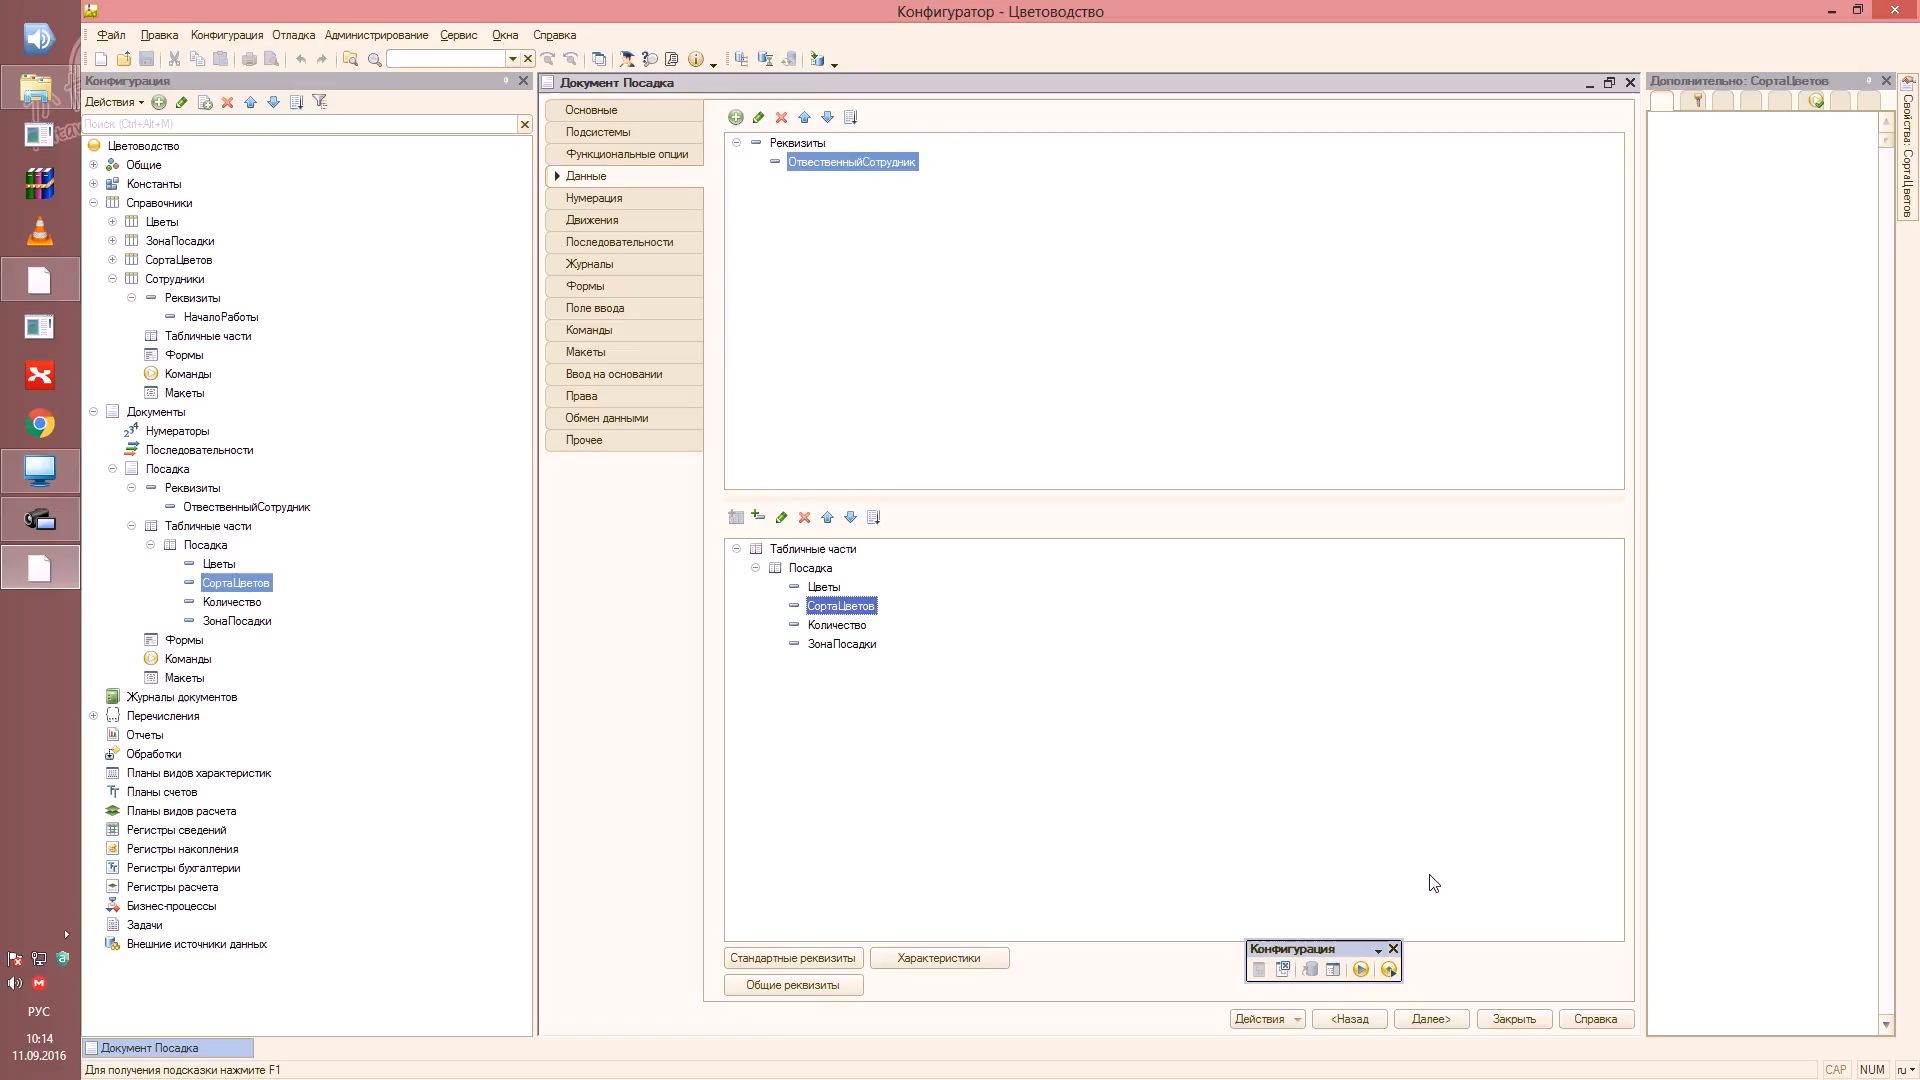 Конфигуратор - Цветоводство
Файл Правка Конфигурация Отладка Администрирование Сервис Окна Справка
Конфигурация
Действия
Поиск (Ctrl+Alt+M)
Цветоводство
Общие
Константы
Справочники
Цветы
ЗонаПосадки
СортаЦветов
Сотрудники
Реквизиты
НачалоРаботы
Табличные части
Формы
Команды
Макеты
Документы
Нумераторы
Последовательности
Посадка
Реквизиты
ОтвественныйСотрудник
Табличные части
Посадка
Цветы
СортаЦветов
Количество
ЗонаПосадки
Формы
Команды
Макеты
Журналы документов
Перечисления
Отчеты
Обработки
Планы видов характеристик
Планы счетов
Планы видов расчета
Регистры сведений
Регистры накопления
Регистры бухгалтерии
Регистры расчета
Бизнес-процессы
Задачи
Внешние источники данных
Документ Посадка
Основные
Подсистемы
Функциональные опции
Данные
Нумерация
Движения
Последовательности
Журналы
Формы
Поле ввода
Команды
Макеты
Ввод на основании
Права
Обмен данными
Прочее
Реквизиты
ОтвественныйСотрудник
Табличные части
Посадка
Цветы
СортаЦветов
Количество
ЗонаПосадки
Стандартные реквизиты Характеристики
Общие реквизиты
Конфигурация
Действия <Назад Далее> Закрыть Справка
Дополнительно: СортаЦветов
Свойства: СортаЦветов
РУС
10:14
11.09.2016
Документ Посадка
Для получения подсказки нажмите F1
CAP NUM ru